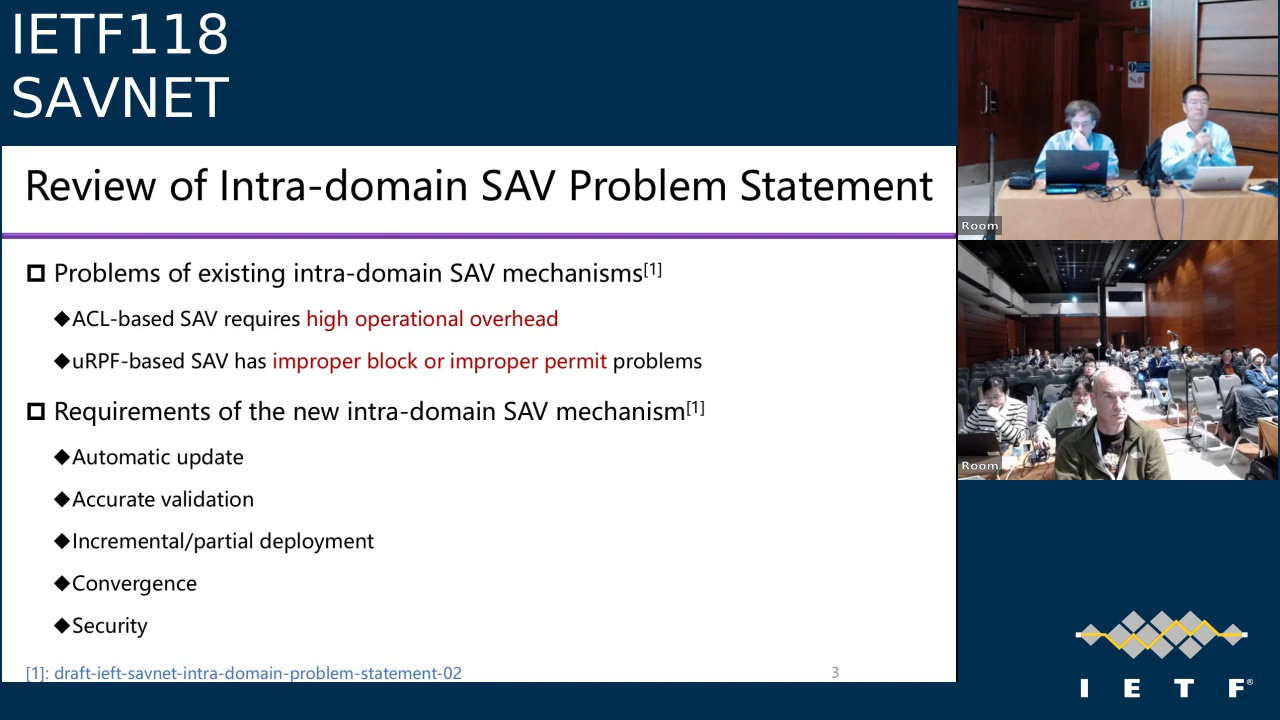 IETF118
SAVNET
Review of Intra-domain SAV Problem Statement
Problems of existing intra-domain SAV mechanisms[1]
ACL-based SAV requires high operational overhead
uRPF-based SAV has improper block or improper permit problems
Requirements of the new intra-domain SAV mechanism[1]
Automatic update
Accurate validation
Incremental/partial deployment
Convergence
Security
[1]: draft-ieft-savnet-intra-domain-problem-statement-02
3
Room
Room
I E T F®